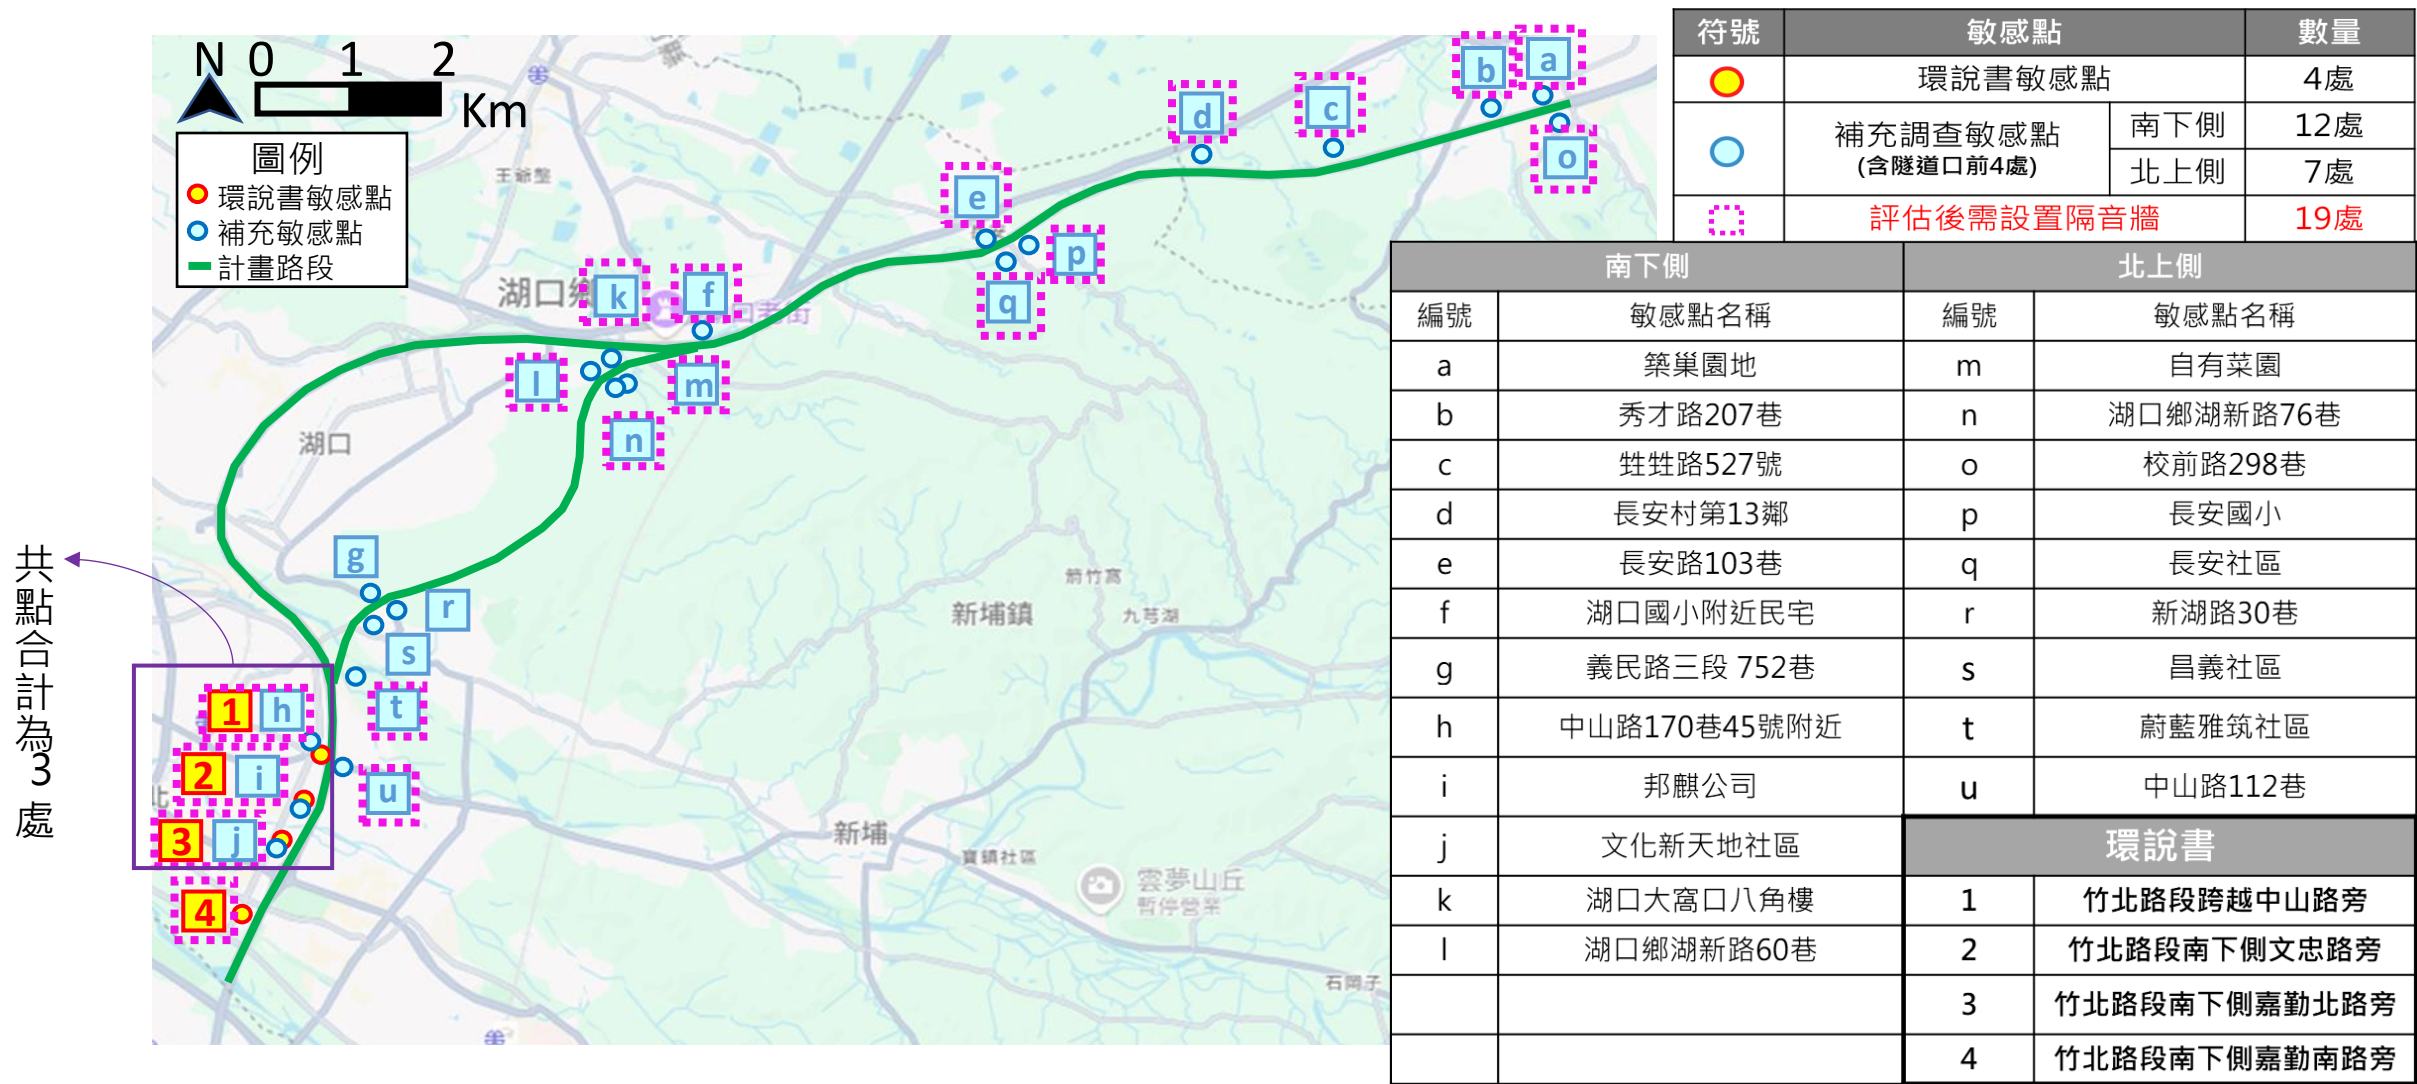 N 0 1 2
Km
圖例
環說書敏感點
補充敏感點
計畫路段
王爺壟
湖口鄉
湖口
新埔鎮
箭竹窩
九芎湖
新埔
寶鎮社區
雲夢山丘
暫停營業
石岡子
北
a
b
c
d
e
f
g
h
i
j
k
l
m
n
o
p
q
r
s
t
u
1
2
3
4
共點合計為3處
符號 敏感點 數量
環說書敏感點 4處
補充調查敏感點 南下側 12處
(含隧道口前4處) 北上側 7處
評估後需設置隔音牆 19處
南下側 北上側
編號 敏感點名稱 編號 敏感點名稱
a 築巢園地 m 自有菜園
b 秀才路207巷 n 湖口鄉湖新路76巷
c 甡甡路527號 o 校前路298巷
d 長安村第13鄰 p 長安國小
e 長安路103巷 q 長安社區
f 湖口國小附近民宅 r 新湖路30巷
g 義民路三段 752巷 s 昌義社區
h 中山路170巷45號附近 t 蔚藍雅筑社區
i 邦麒公司 u 中山路112巷
j 文化新天地社區 環說書
k 湖口大窩口八角樓 1 竹北路段跨越中山路旁
l 湖口鄉湖新路60巷 2 竹北路段南下側文忠路旁
3 竹北路段南下側嘉勤北路旁
4 竹北路段南下側嘉勤南路旁